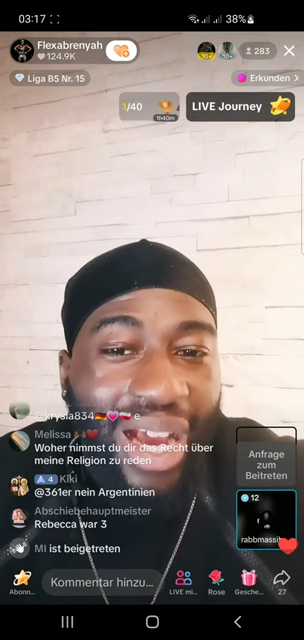 03:17 38%
Flexabrenyah
124.9K
283
Liga B5 Nr. 15
Erkunden >
1/40
1h40m
LIVE Journey
@krysia834 e
Melissa
Woher nimmst du dir das Recht über
meine Religion zu reden
4 Kiki
@361er nein Argentinien
Abschiebehauptmeister
Rebecca war 3
MI ist beigetreten
Anfrage
zum
Beitreten
12
rabbmassi
Kommentar hinzu...
Abonn...
LIVE mi...
Rose
Gesche...
27